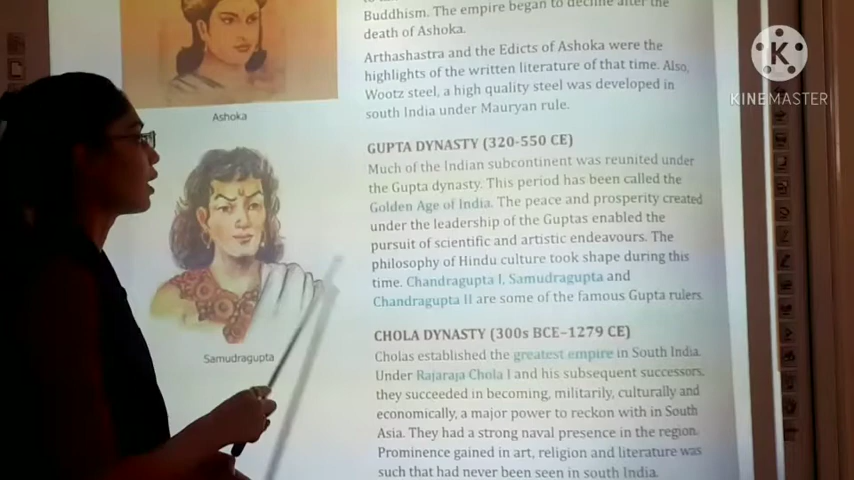 Buddhism. The empire began to decline after the
death of Ashoka.
Arthashastra and the Edicts of Ashoka were the
highlights of the written literature of that time. Also,
Wootz steel, a high quality steel was developed in
south India under Mauryan rule.
Ashoka
GUPTA DYNASTY (320-550 CE)
Much of the Indian subcontinent was reunited under
the Gupta dynasty. This period has been called the
Golden Age of India. The peace and prosperity created
under the leadership of the Guptas enabled the
pursuit of scientific and artistic endeavours. The
philosophy of Hindu culture took shape during this
time. Chandragupta I, Samudragupta and
Chandragupta II are some of the famous Gupta rulers.
Samudragupta
CHOLA DYNASTY (300s BCE–1279 CE)
Cholas established the greatest empire in South India.
Under Rajaraja Chola I and his subsequent successors,
they succeeded in becoming, militarily, culturally and
economically, a major power to reckon with in South
Asia. They had a strong naval presence in the region.
Prominence gained in art, religion and literature was
such that had never been seen in south India.
KINEMASTER